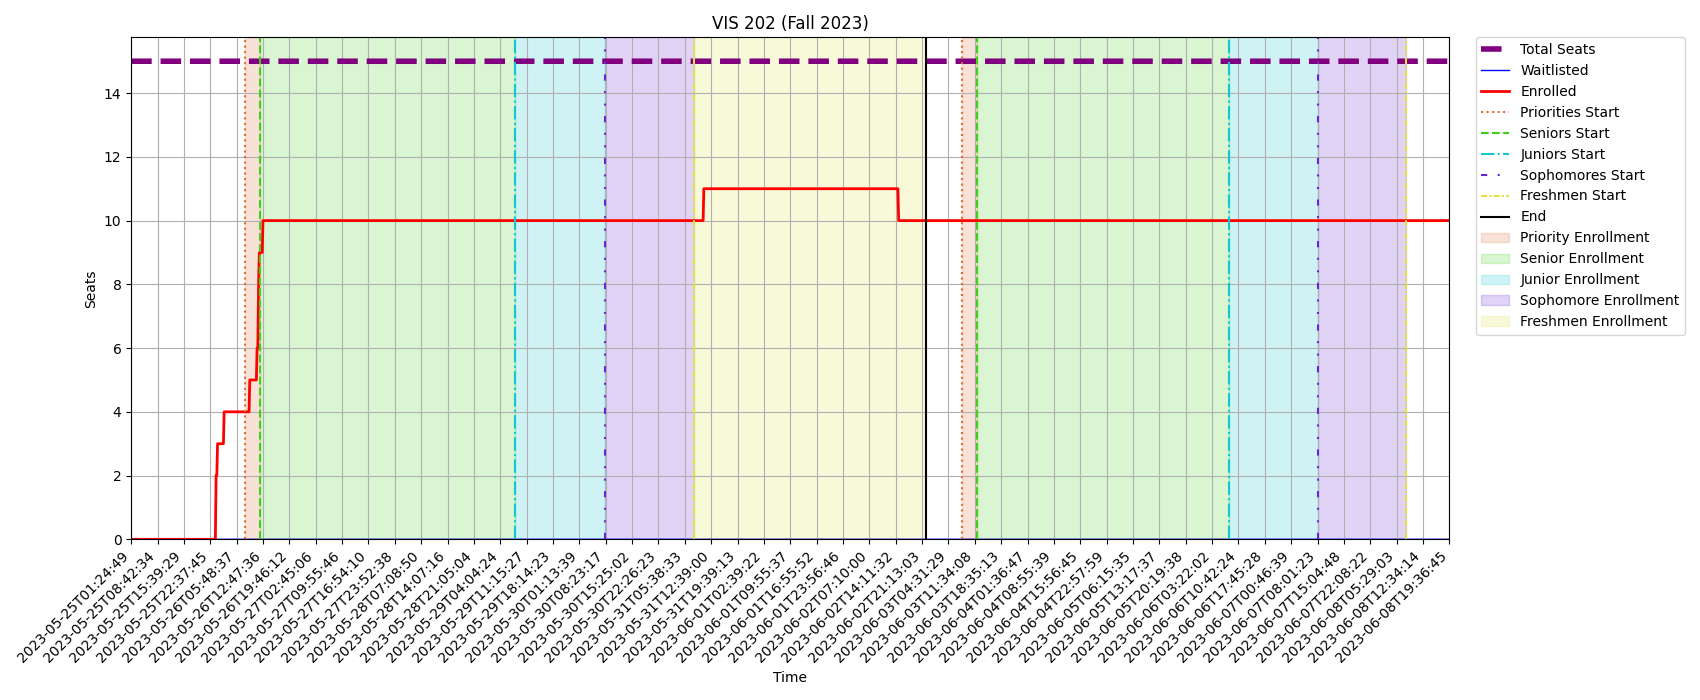 VIS 202 (Fall 2023)
Total Seats
Waitlisted
Enrolled
Priorities Start
Seniors Start
Juniors Start
Sophomores Start
Freshmen Start
End
Priority Enrollment
Senior Enrollment
Junior Enrollment
Sophomore Enrollment
Freshmen Enrollment
Seats
14
12
10
8
6
4
2
0
2023-05-25T01:24:49
2023-05-25T08:42:34
2023-05-25T15:39:29
2023-05-25T22:37:45
2023-05-26T05:48:37
2023-05-26T12:47:36
2023-05-26T19:46:12
2023-05-27T02:45:06
2023-05-27T09:55:46
2023-05-27T16:54:10
2023-05-27T23:52:38
2023-05-28T07:08:50
2023-05-28T14:07:16
2023-05-28T21:05:04
2023-05-29T04:04:24
2023-05-29T11:15:27
2023-05-29T18:14:23
2023-05-30T01:13:39
2023-05-30T08:23:17
2023-05-30T15:25:02
2023-05-30T22:26:23
2023-05-31T05:38:33
2023-05-31T12:39:00
2023-05-31T19:39:13
2023-06-01T02:39:22
2023-06-01T09:55:37
2023-06-01T16:55:52
2023-06-01T23:56:46
2023-06-02T07:10:00
2023-06-02T14:11:32
2023-06-02T21:13:03
2023-06-03T04:31:29
2023-06-03T11:34:08
2023-06-03T18:35:13
2023-06-04T01:36:47
2023-06-04T08:55:39
2023-06-04T15:56:45
2023-06-04T22:57:59
2023-06-05T06:15:35
2023-06-05T13:17:37
2023-06-05T20:19:38
2023-06-06T03:22:02
2023-06-06T10:42:24
2023-06-06T17:45:28
2023-06-07T00:46:39
2023-06-07T08:01:23
2023-06-07T15:04:48
2023-06-07T22:08:22
2023-06-08T05:29:03
2023-06-08T12:34:14
2023-06-08T19:36:45
Time